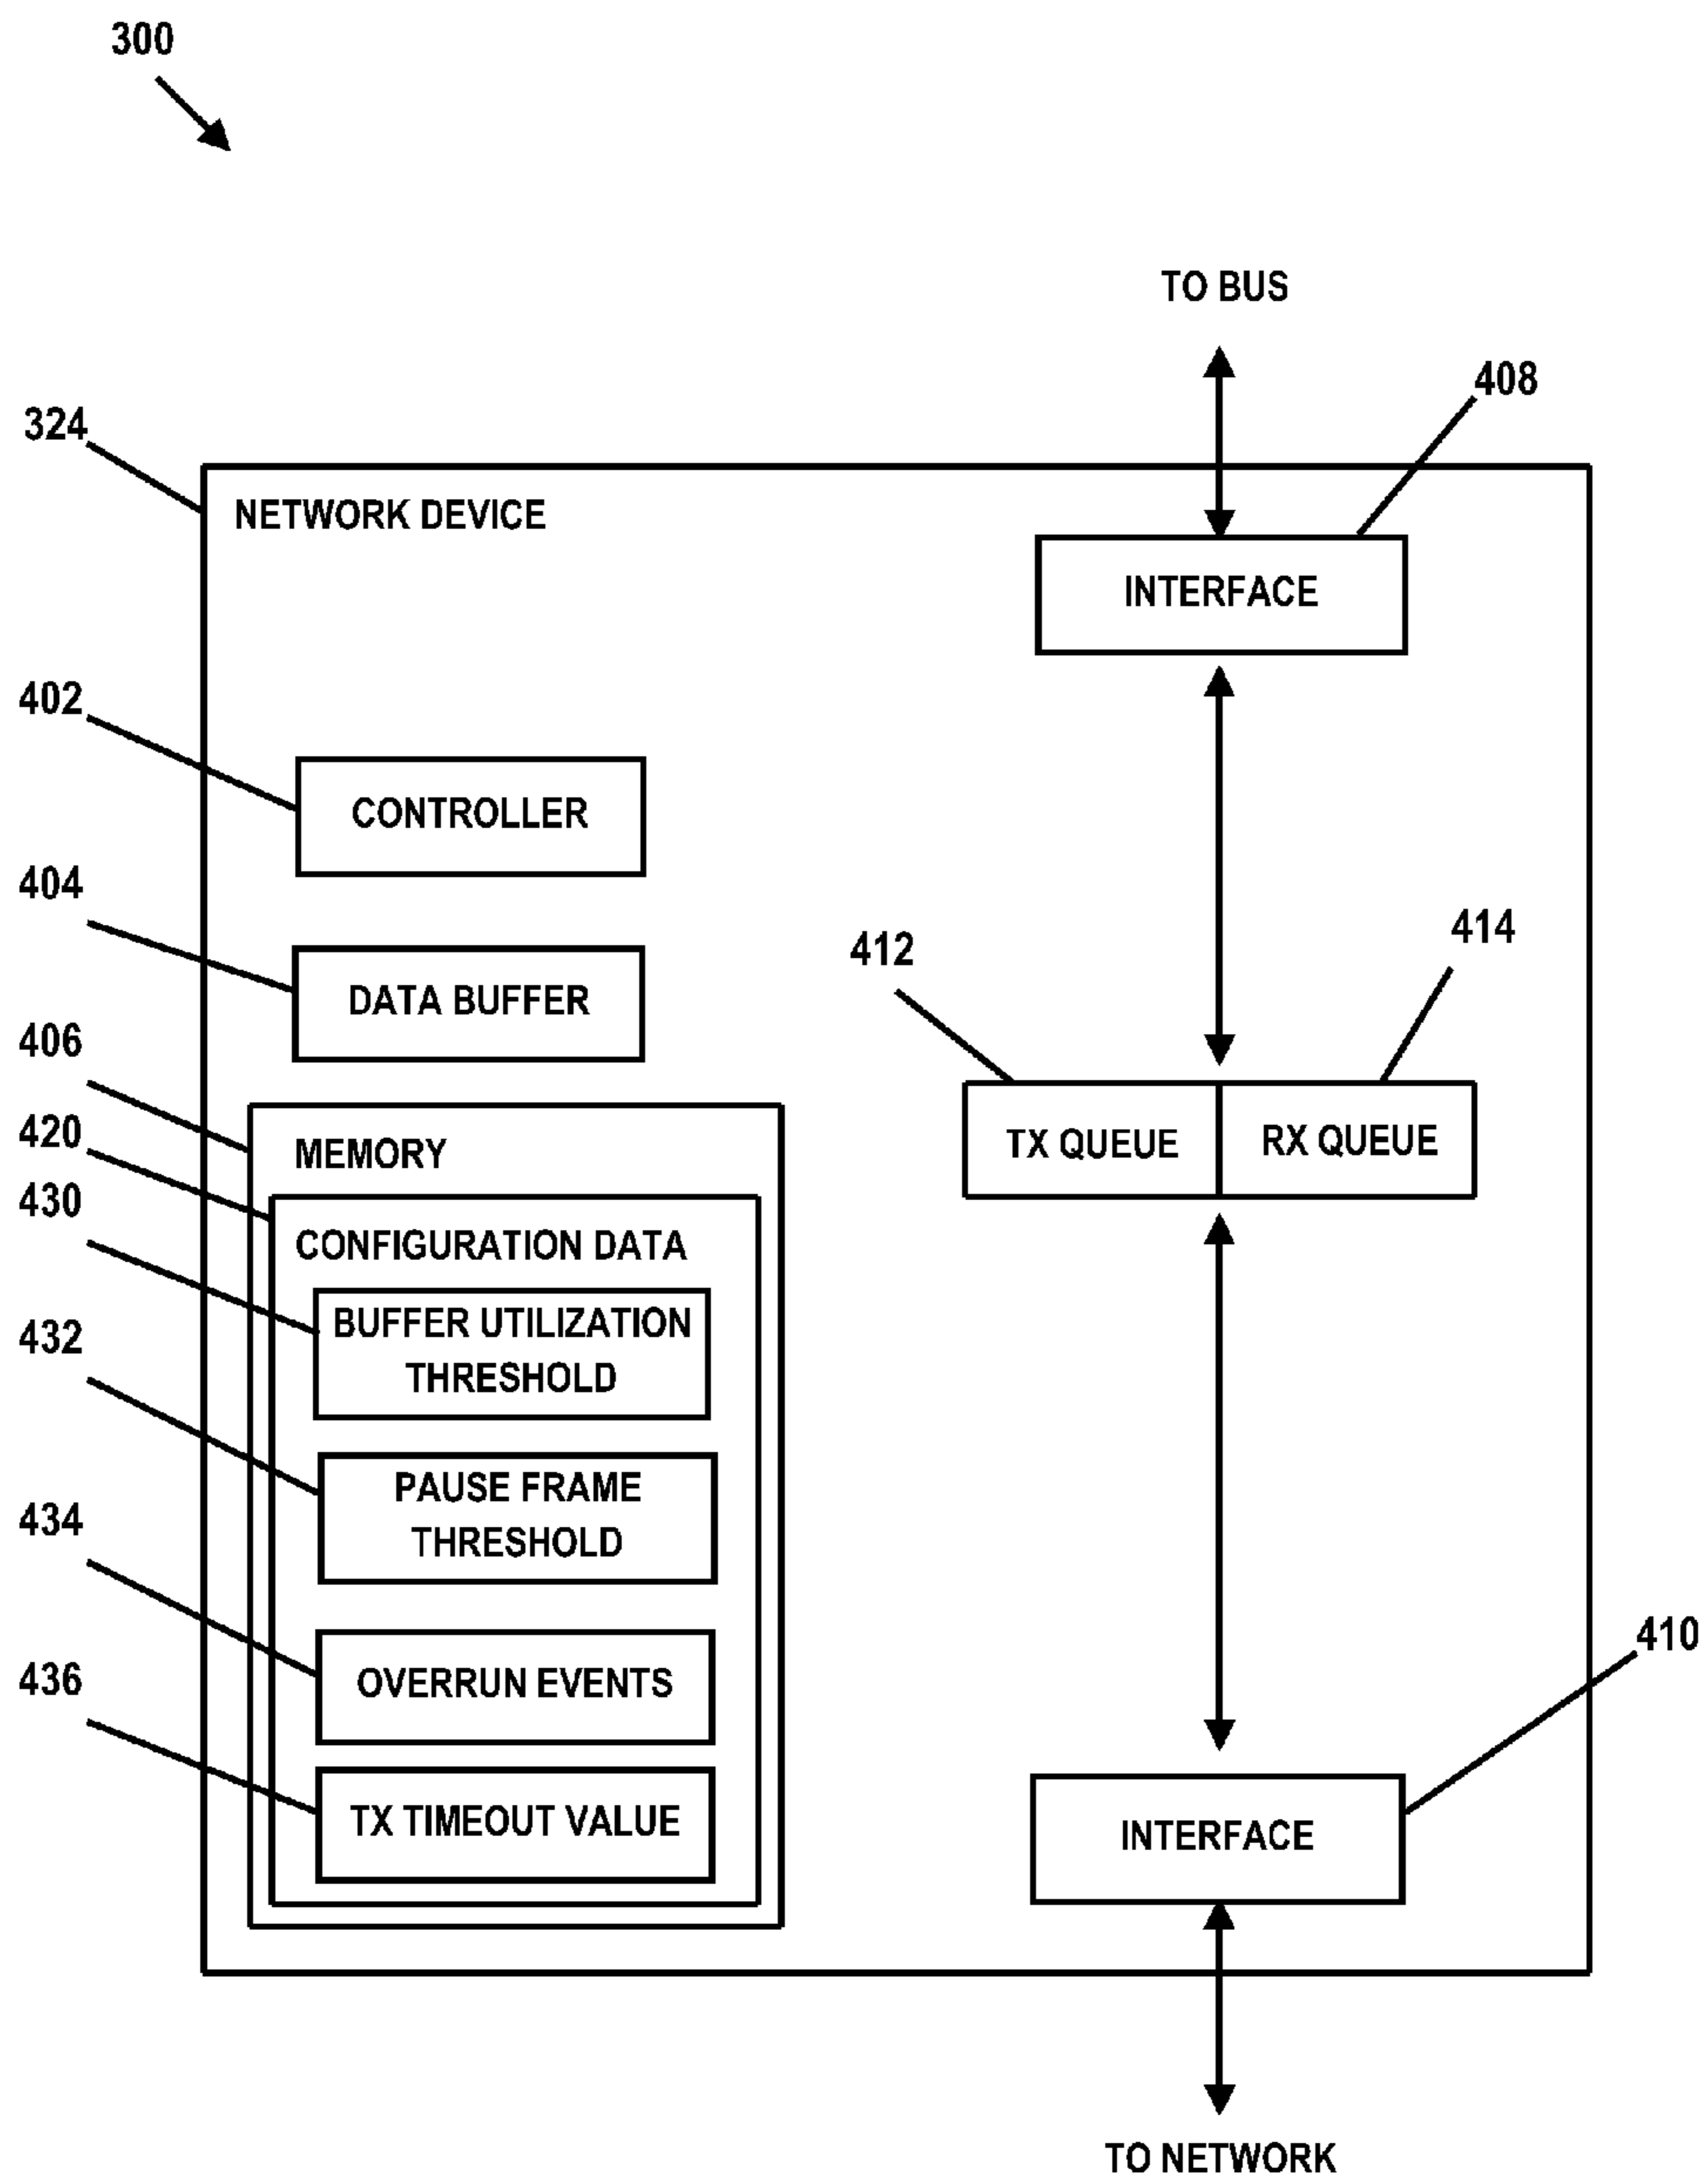 300
TO BUS
408
324
NETWORK DEVICE
INTERFACE
402
CONTROLLER
404
DATA BUFFER
412
414
406
TX QUEUE
RX QUEUE
420
MEMORY
430
CONFIGURATION DATA
BUFFER UTILIZATION
THRESHOLD
432
PAUSE FRAME
THRESHOLD
434
OVERRUN EVENTS
436
TX TIMEOUT VALUE
410
INTERFACE
TO NETWORK